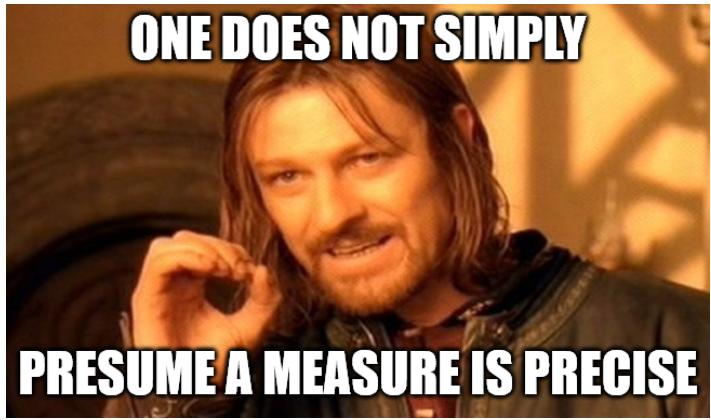 ONE DOES NOT SIMPLY
PRESUME A MEASURE IS PRECISE